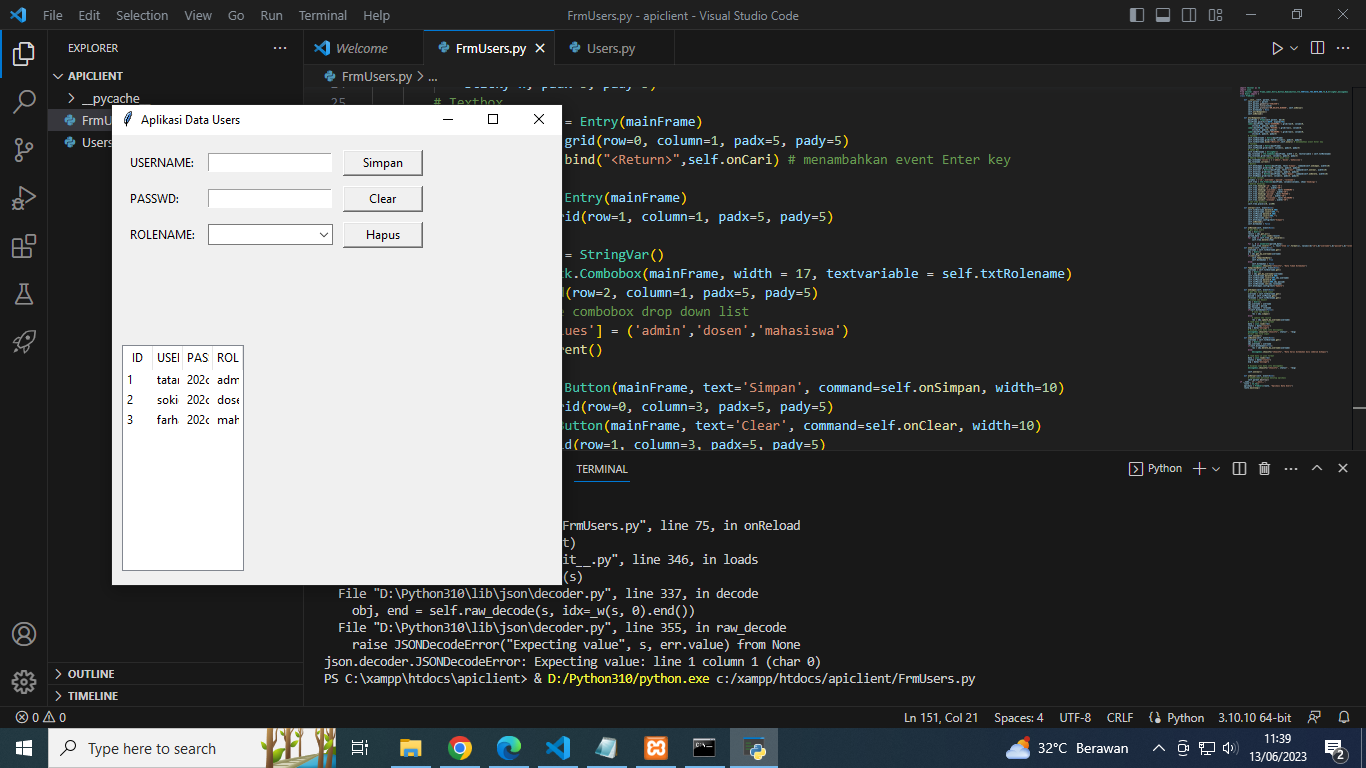 File Edit Selection View Go Run Terminal Help
FrmUsers.py - apiclient - Visual Studio Code
EXPLORER
APICLIENT
__pycache__
FrmU
Users
OUTLINE
TIMELINE
Welcome
FrmUsers.py
Users.py
FrmUsers.py > ...
25 # Textbox
= Entry(mainFrame)
grid(row=0, column=1, padx=5, pady=5)
bind("<Return>",self.onCari) # menambahkan event Enter key
Entry(mainFrame)
rid(row=1, column=1, padx=5, pady=5)
= StringVar()
k.Combobox(mainFrame, width = 17, textvariable = self.txtRolename)
d(row=2, column=1, padx=5, pady=5)
e combobox drop down list
lues'] = ('admin','dosen','mahasiswa')
rent()
Button(mainFrame, text='Simpan', command=self.onSimpan, width=10)
rid(row=0, column=3, padx=5, pady=5)
utton(mainFrame, text='Clear', command=self.onClear, width=10)
id(row=1, column=3, padx=5, pady=5)
Aplikasi Data Users
USERNAME:
Simpan
PASSWD:
Clear
ROLENAME:
Hapus
ID USEI PAS ROL
1 tatar 202c adm
2 soki 202c dose
3 farh 202c mah
TERMINAL
Python
FrmUsers.py", line 75, in onReload
t)
it__.py", line 346, in loads
(s)
File "D:\Python310\lib\json\decoder.py", line 337, in decode
obj, end = self.raw_decode(s, idx=_w(s, 0).end())
File "D:\Python310\lib\json\decoder.py", line 355, in raw_decode
raise JSONDecodeError("Expecting value", s, err.value) from None
json.decoder.JSONDecodeError: Expecting value: line 1 column 1 (char 0)
PS C:\xampp\htdocs\apiclient> & D:/Python310/python.exe c:/xampp/htdocs/apiclient/FrmUsers.py
0 0
Ln 151, Col 21 Spaces: 4 UTF-8 CRLF Python 3.10.10 64-bit
Type here to search
32°C Berawan
11:39
13/06/2023
2